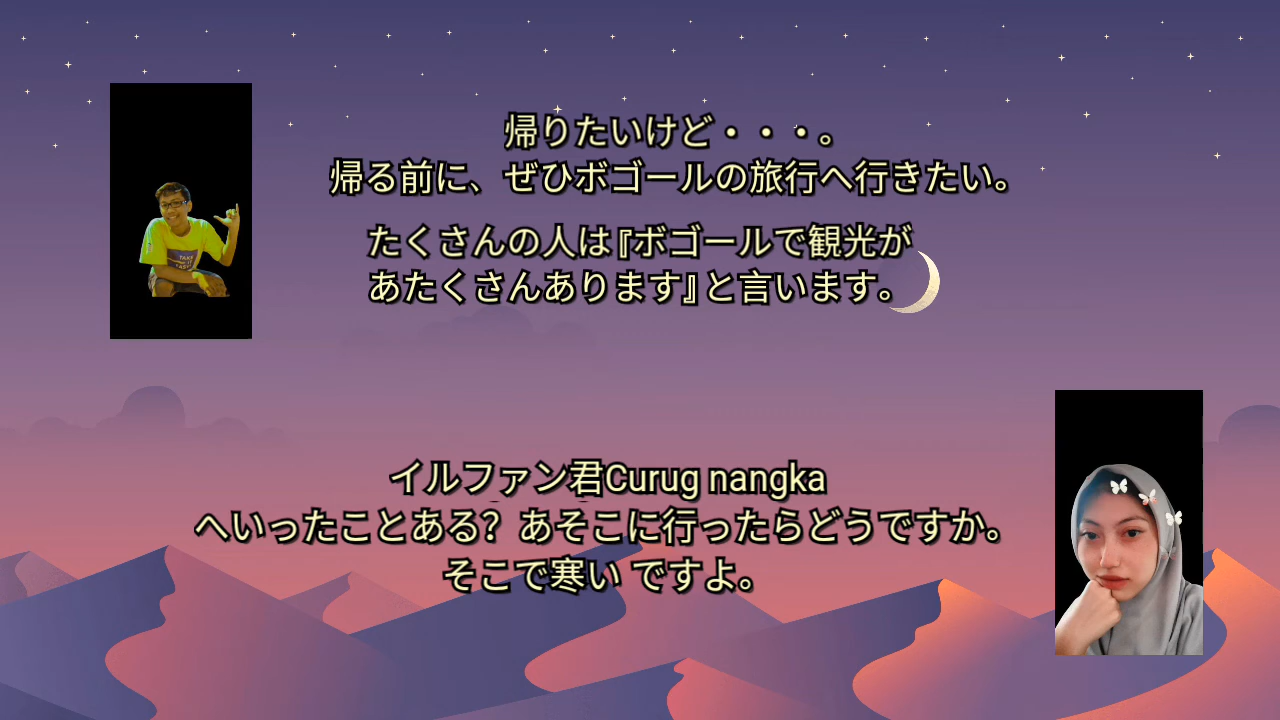 帰りたいけど・・・。
帰る前に、ぜひボゴールの旅行へ行きたい。
たくさんの人は『ボゴールで観光が
あたくさんあります』と言います。
イルファン君Curug nangka
へいったことある？あそこに行ったらどうですか。
そこで寒い ですよ。